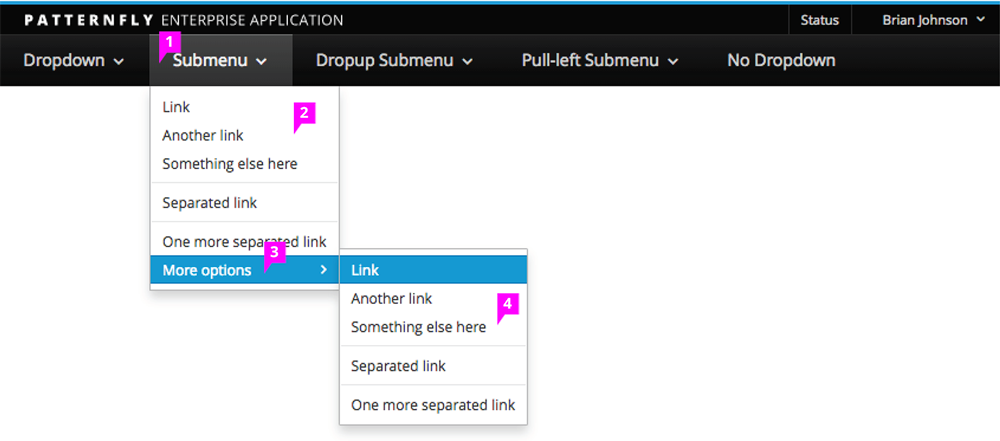 PATTERNFLY ENTERPRISE APPLICATION Status Brian Johnson
Dropdown Submenu Dropup Submenu Pull-left Submenu No Dropdown
1
Link
2
Another link
Something else here
Separated link
One more separated link
3
More options Link
Another link
4
Something else here
Separated link
One more separated link